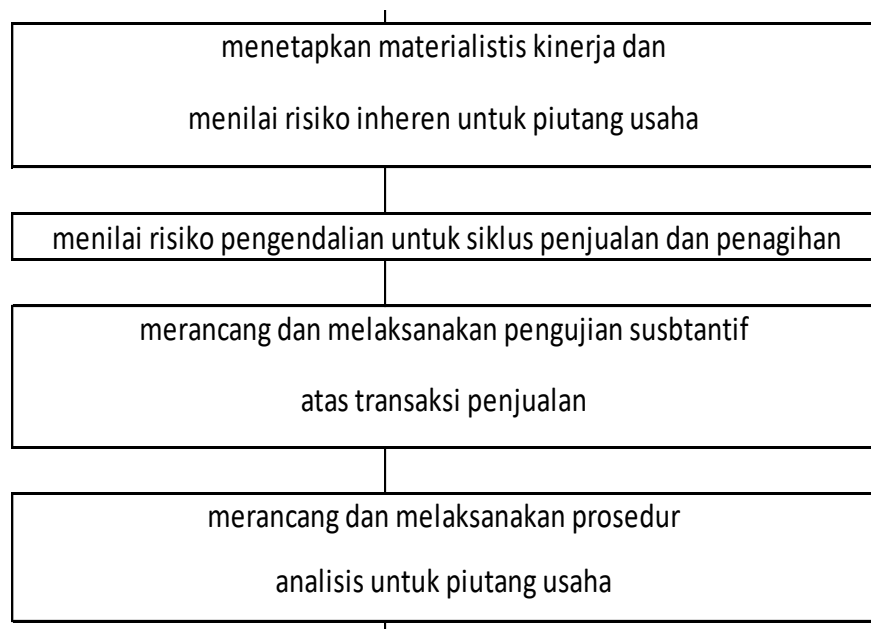 menetapkan materialistis kinerja dan
menilai risiko inheren untuk piutang usaha
menilai risiko pengendalian untuk siklus penjualan dan penagihan
merancang dan melaksanakan pengujian susbtantif
atas transaksi penjualan
merancang dan melaksanakan prosedur
analisis untuk piutang usaha